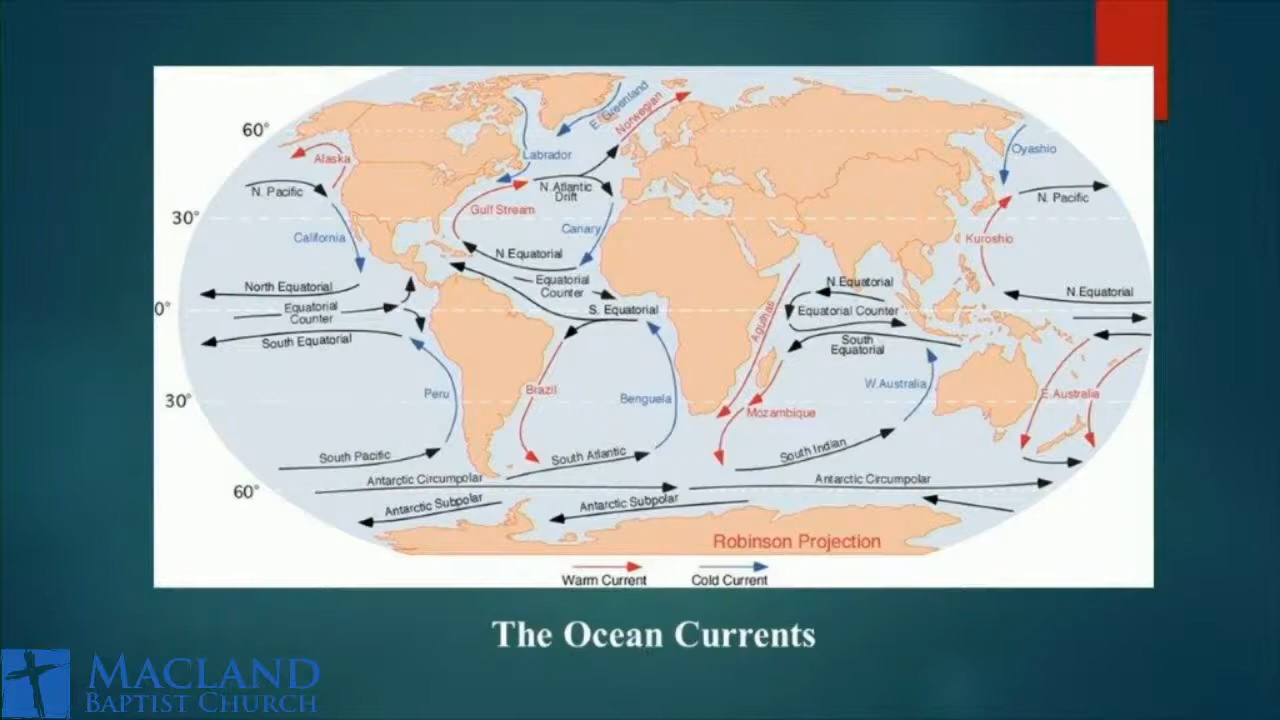 E. Greenland
Norwegian
60°
Alaska
Labrador
Oyashio
N. Pacific
N. Atlantic
Drift
N. Pacific
Gulf Stream
30°
California
Canary
Kuroshio
N.Equatorial
North Equatorial
Equatorial
Counter
N.Equatorial
N.Equatorial
0°
Equatorial
Counter
S. Equatorial
Equatorial Counter
Agulhas
South Equatorial
South
Equatorial
Peru
Brazil
Benguela
W.Australia
E.Australia
30°
Mozambique
South Pacific
South Atlantic
South Indian
Antarctic Circumpolar
Antarctic Circumpolar
60°
Antarctic Subpolar
Antarctic Subpolar
Robinson Projection
Warm Current
Cold Current
The Ocean Currents
MACLAND
BAPTIST CHURCH